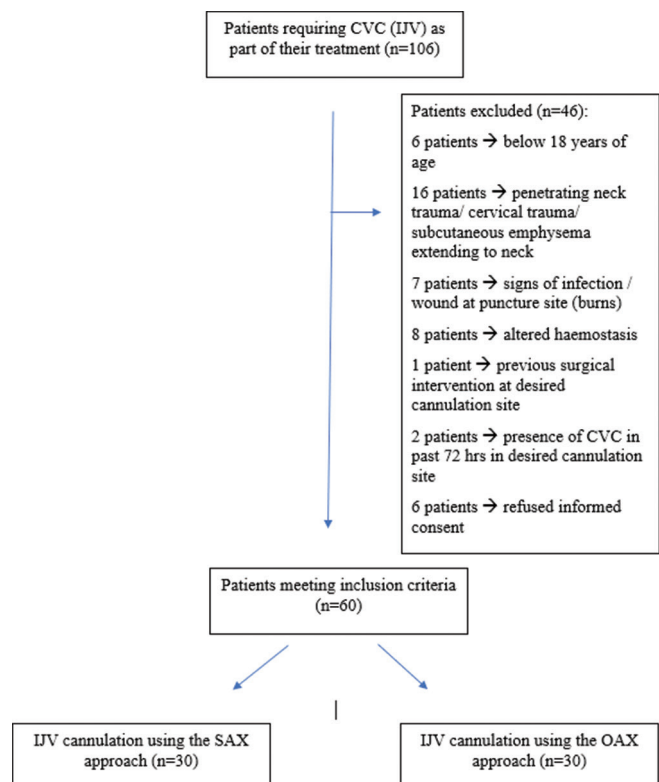 Patients requiring CVC (IJV) as
part of their treatment (n=106)
Patients excluded (n=46):
6 patients → below 18 years of
age
16 patients → penetrating neck
trauma/ cervical trauma/
subcutaneous emphysema
extending to neck
7 patients → signs of infection /
wound at puncture site (burns)
8 patients → altered haemostasis
1 patient → previous surgical
intervention at desired
cannulation site
2 patients → presence of CVC in
past 72 hrs in desired cannulation
site
6 patients → refused informed
consent
Patients meeting inclusion criteria
(n=60)
IJV cannulation using the SAX
approach (n=30)
IJV cannulation using the OAX
approach (n=30)